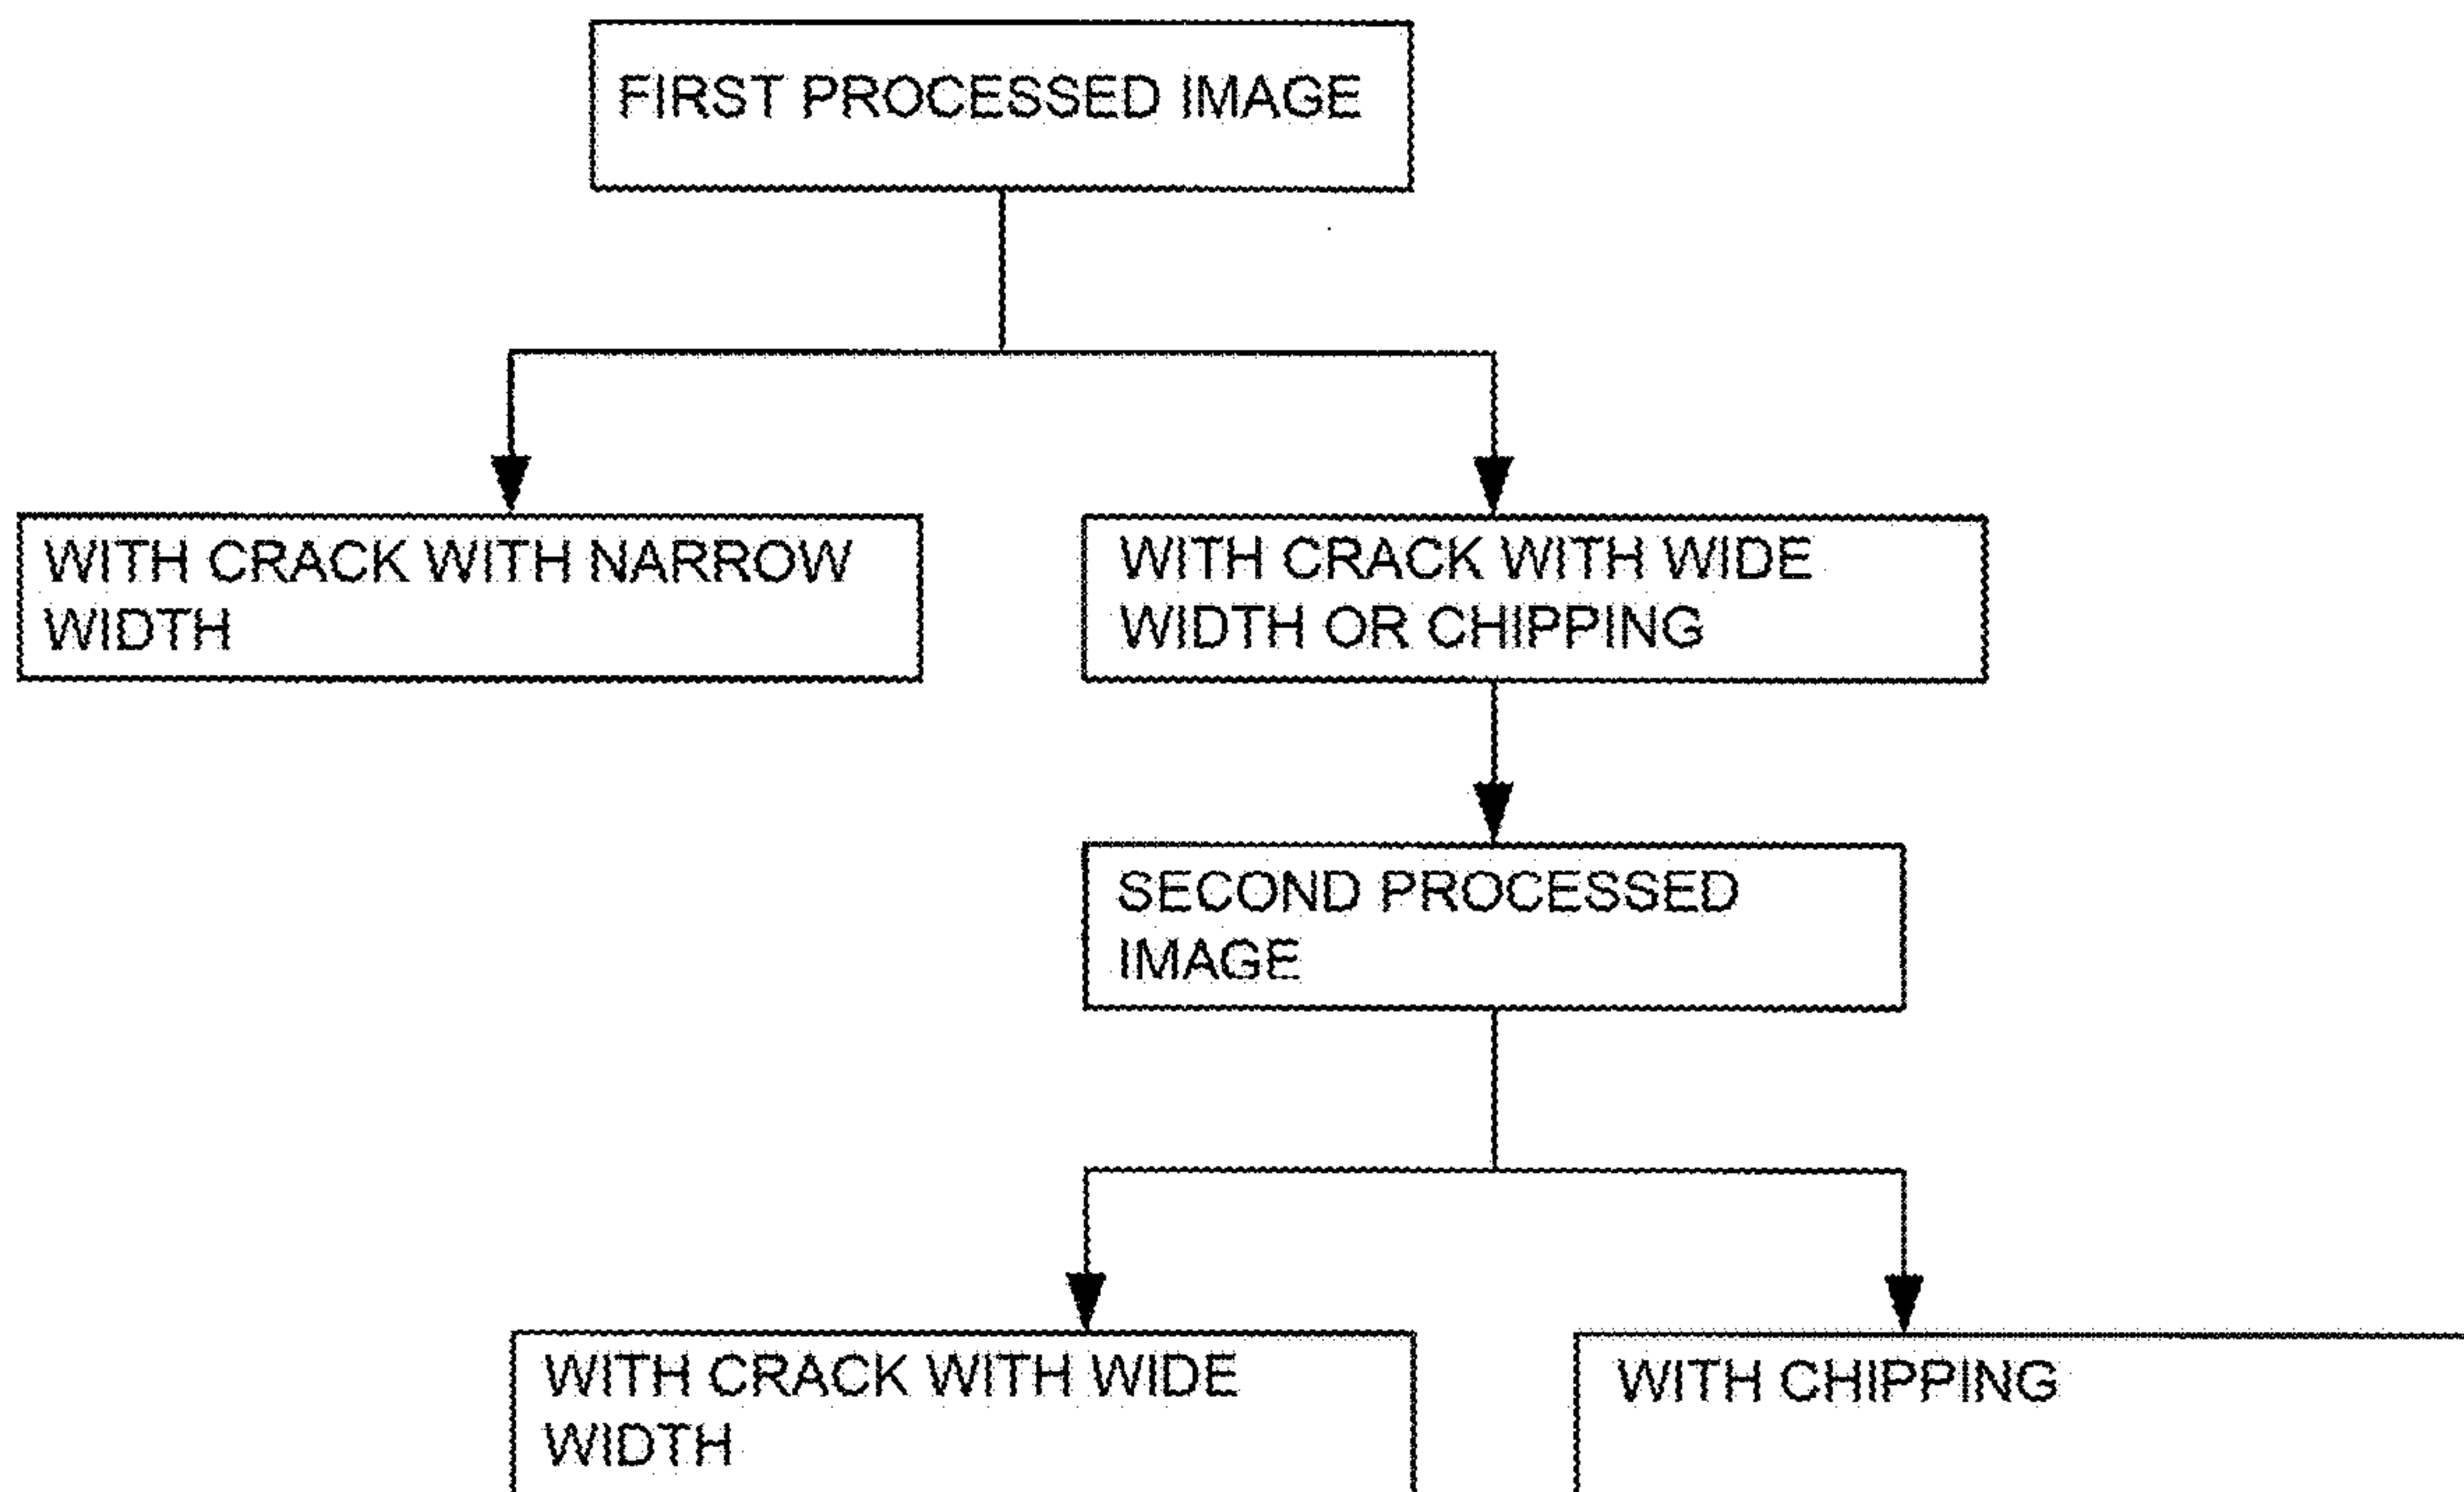 FIRST PROCESSED IMAGE
WITH CRACK WITH NARROW
WIDTH
WITH CRACK WITH WIDE
WIDTH OR CHIPPING
SECOND PROCESSED
IMAGE
WITH CRACK WITH WIDE
WIDTH
WITH CHIPPING